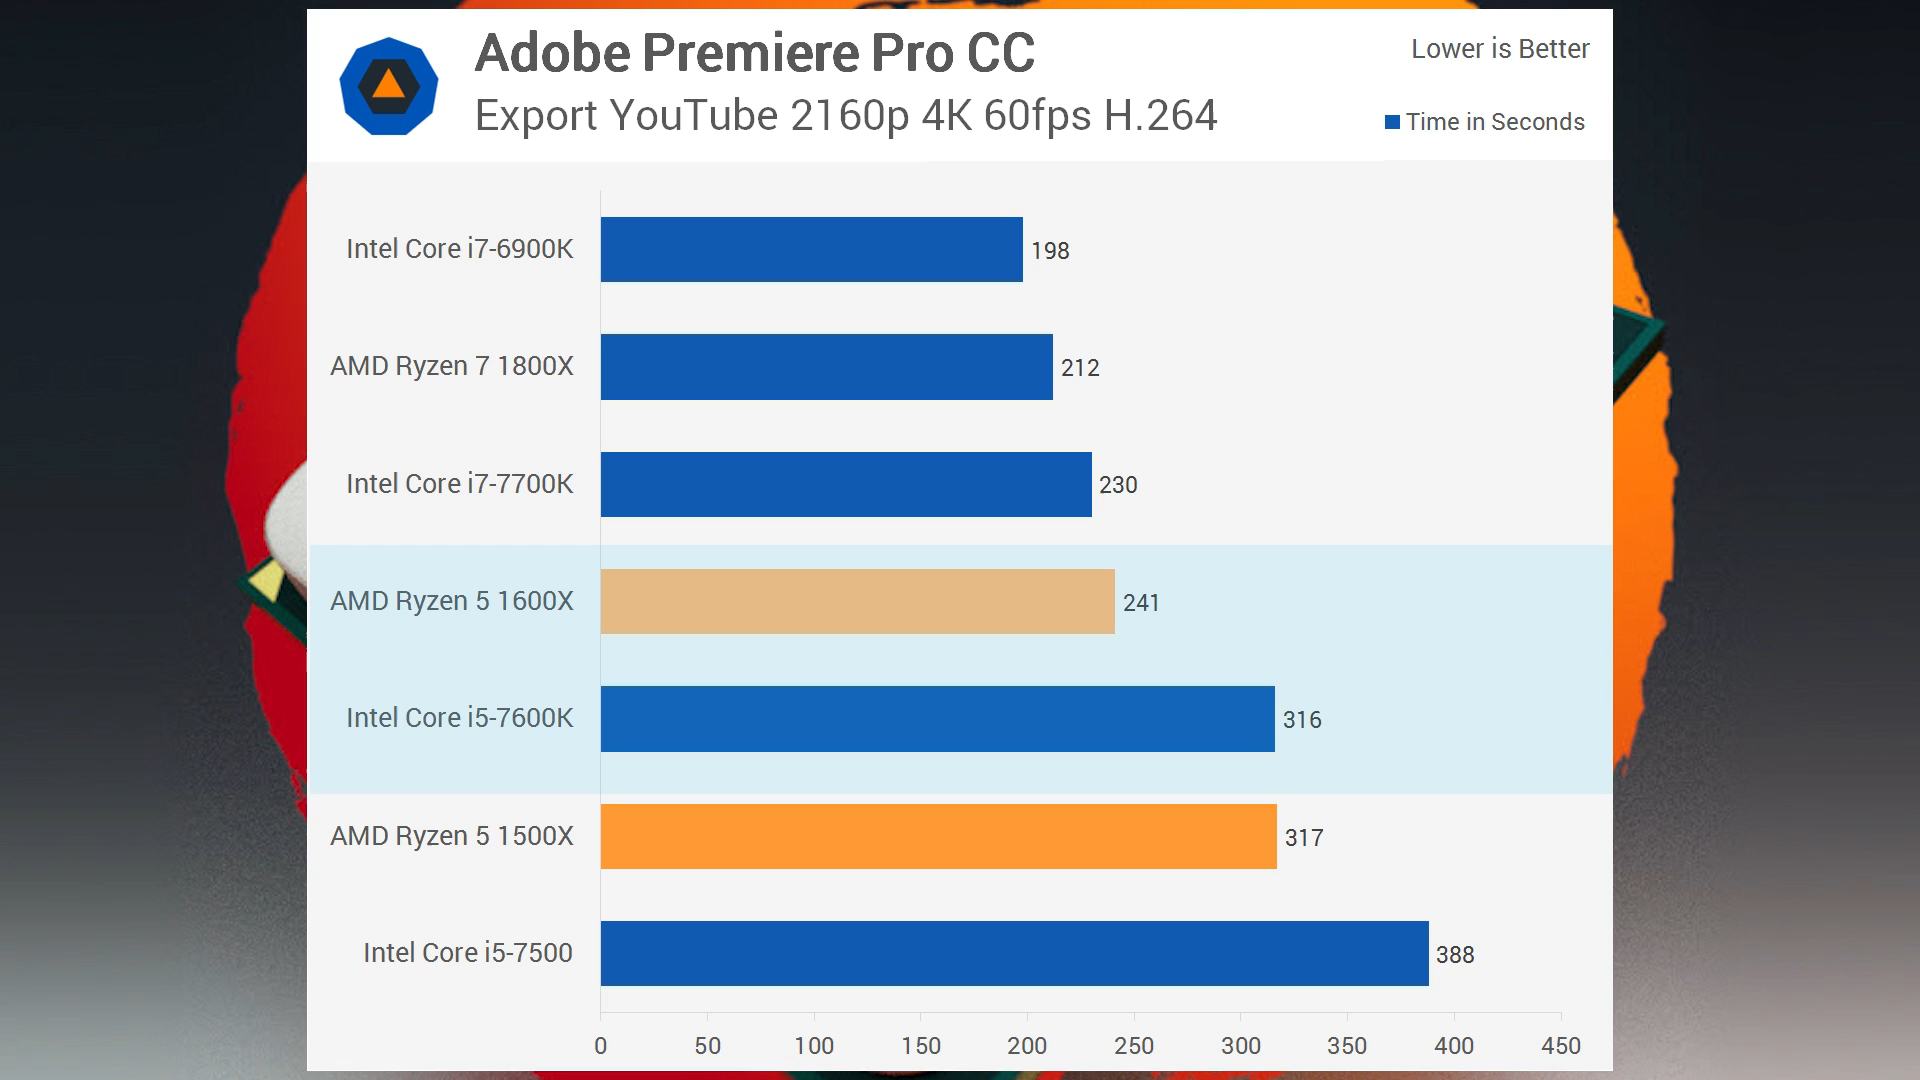 Adobe Premiere Pro CC
Lower is Better
Export YouTube 2160p 4K 60fps H.264
Time in Seconds
Intel Core i7-6900K 198
AMD Ryzen 7 1800X 212
Intel Core i7-7700K 230
AMD Ryzen 5 1600X 241
Intel Core i5-7600K 316
AMD Ryzen 5 1500X 317
Intel Core i5-7500 388
0 50 100 150 200 250 300 350 400 450